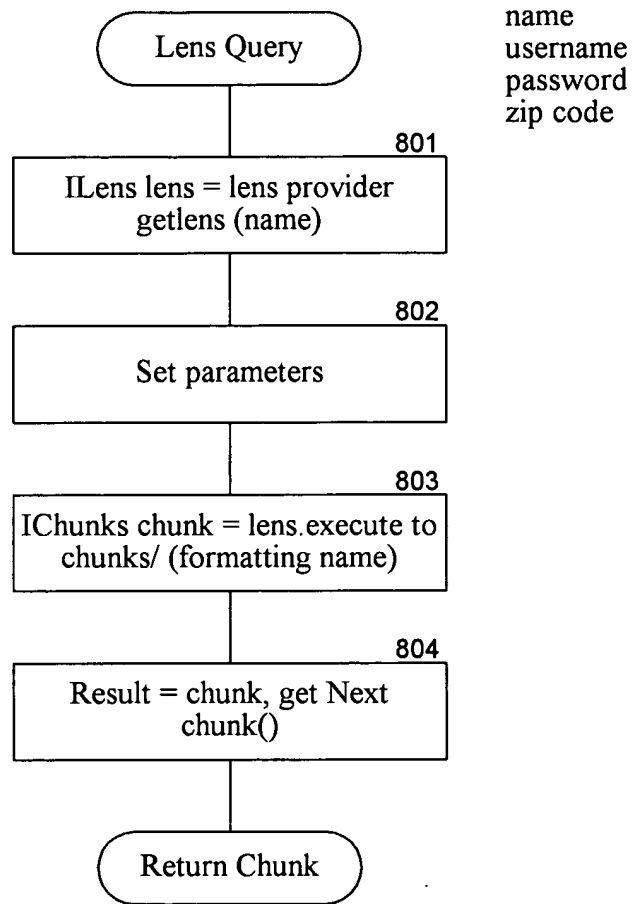 Lens Query
name
username
password
zip code
801
ILens lens = lens provider
getlens (name)
802
Set parameters
803
IChunks chunk = lens.execute to
chunks/ (formatting name)
804
Result = chunk, get Next
chunk()
Return Chunk